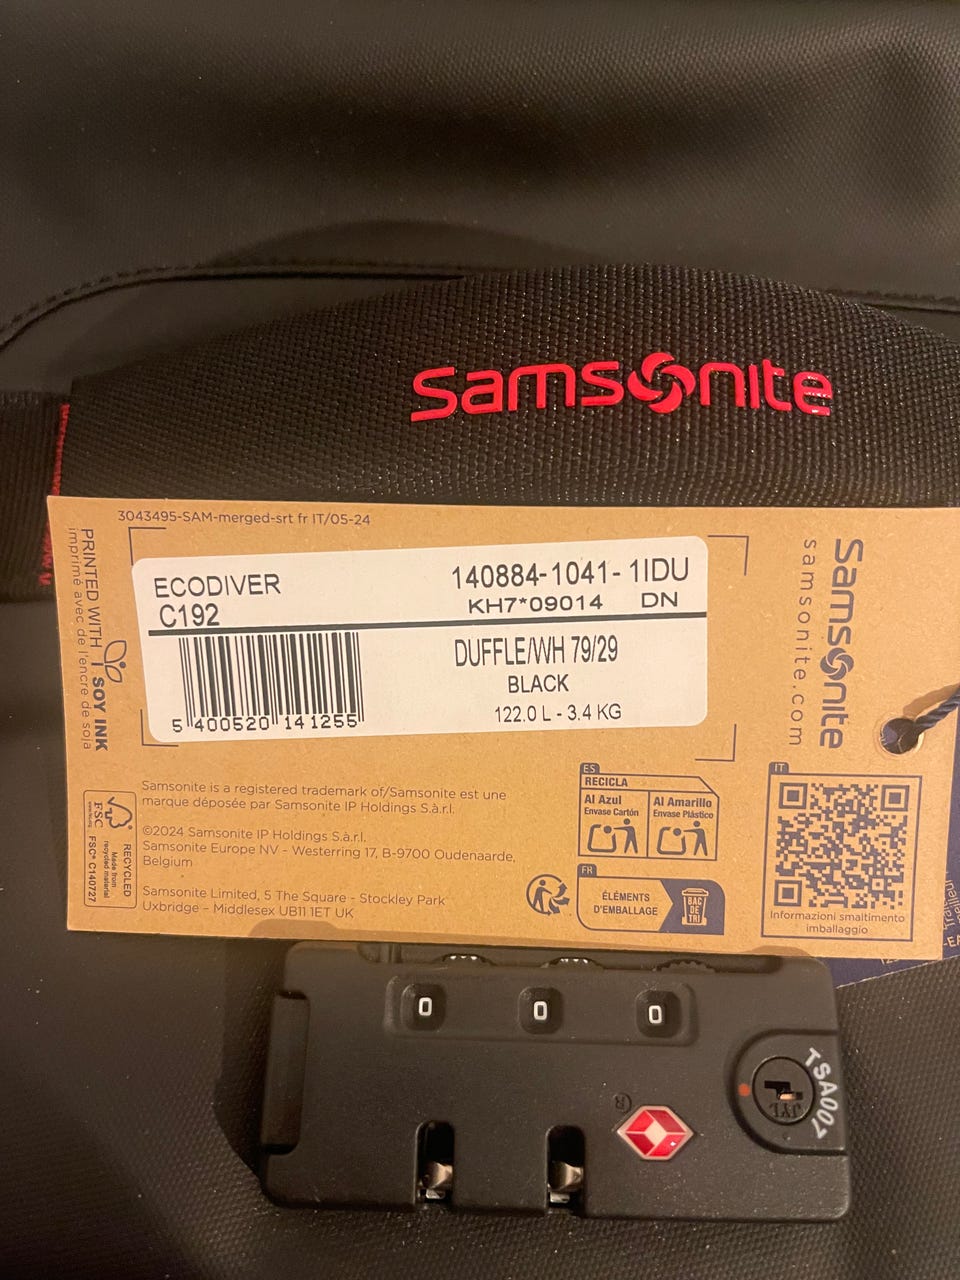 Samsonite
3043495-SAM-merged-srt fr IT/05-24
PRINTED WITH SOY INK
imprimé avec de l'encre de soja
ECODIVER
C192
140884-1041- 1IDU
KH7*09014 DN
DUFFLE/WH 79/29
BLACK
122.0 L - 3.4 KG
5 400520 141255
Samsonite
samsonite.com
Samsonite is a registered trademark of/Samsonite est une
marque déposée par Samsonite IP Holdings S.à.r.l.
©2024 Samsonite IP Holdings S.à.r.l.
Samsonite Europe NV - Westerring 17, B-9700 Oudenaarde,
Belgium
Samsonite Limited, 5 The Square - Stockley Park
Uxbridge - Middlesex UB11 1ET UK
RECYCLED
Made from
recycled material
FSC
FSC® C140727
ES
RECICLA
Al Azul
Envase Cartón
Al Amarillo
Envase Plástico
FR
ÉLÉMENTS
D'EMBALLAGE
BAC
DE
TRI
IT
Informazioni smaltimento
imballaggio
0 0 0
TSA007
JYL
®